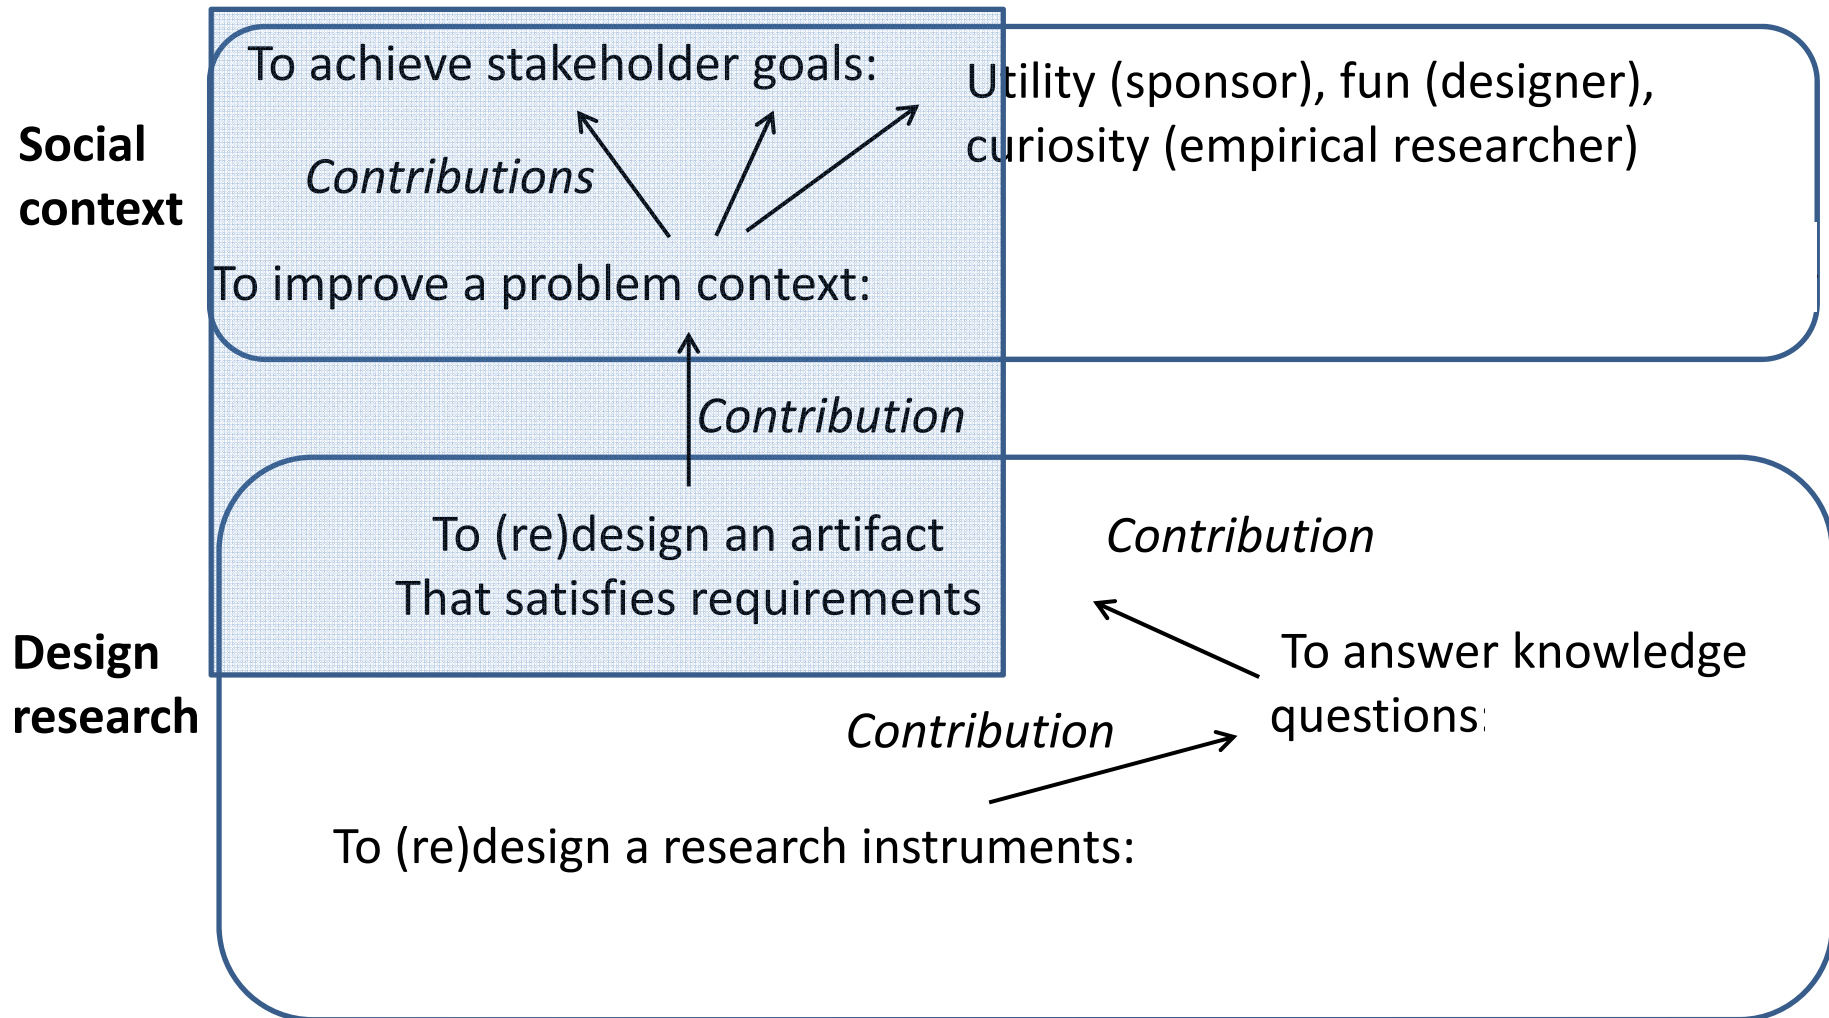 To achieve stakeholder goals:
Utility (sponsor), fun (designer),
curiosity (empirical researcher)
Social
context
Contributions
To improve a problem context:
Contribution
To (re)design an artifact
That satisfies requirements
Contribution
Design
research
To answer knowledge
questions:
Contribution
To (re)design a research instruments: